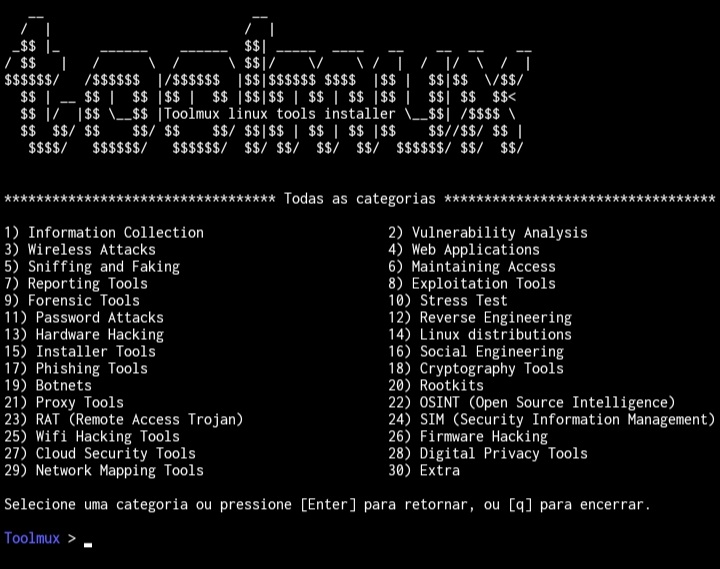 Toolmux linux tools installer
******************************** Todas as categorias ********************************
1) Information Collection 2) Vulnerability Analysis
3) Wireless Attacks 4) Web Applications
5) Sniffing and Faking 6) Maintaining Access
7) Reporting Tools 8) Exploitation Tools
9) Forensic Tools 10) Stress Test
11) Password Attacks 12) Reverse Engineering
13) Hardware Hacking 14) Linux distributions
15) Installer Tools 16) Social Engineering
17) Phishing Tools 18) Cryptography Tools
19) Botnets 20) Rootkits
21) Proxy Tools 22) OSINT (Open Source Intelligence)
23) RAT (Remote Access Trojan) 24) SIM (Security Information Management)
25) Wifi Hacking Tools 26) Firmware Hacking
27) Cloud Security Tools 28) Digital Privacy Tools
29) Network Mapping Tools 30) Extra
Selecione uma categoria ou pressione [Enter] para retornar, ou [q] para encerrar.
Toolmux > _